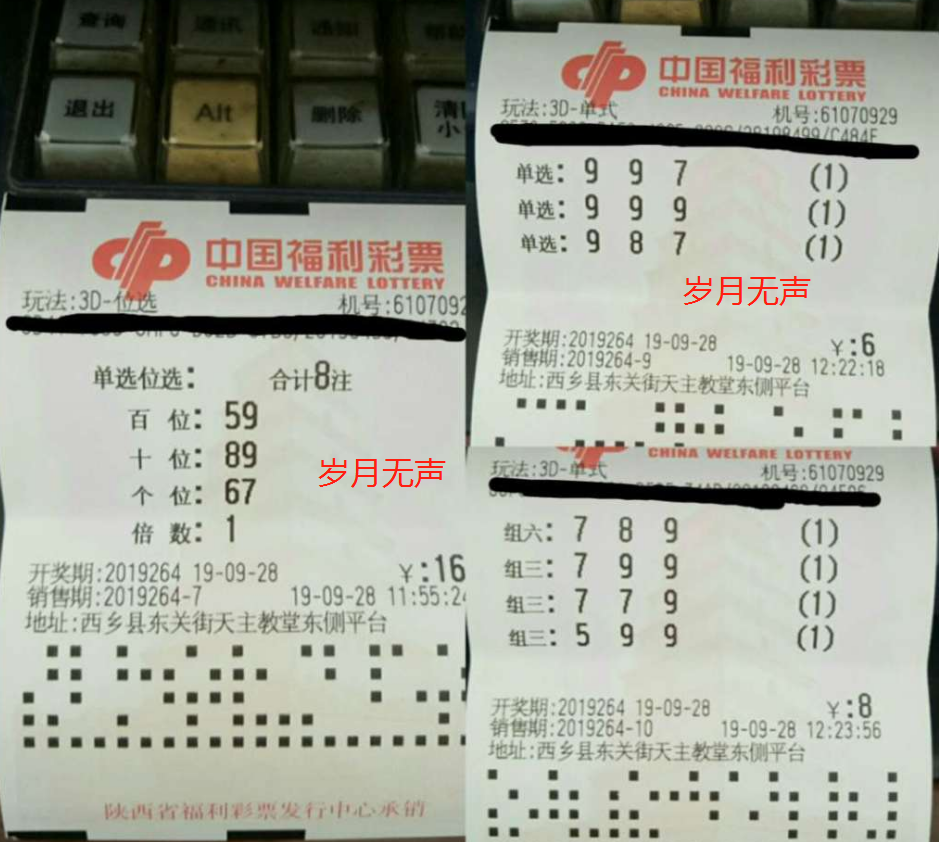 查询
通讯
退出
Alt
删除
中国福利彩票
CHINA WELFARE LOTTERY
玩法:3D-位选
机号:6107092
单选位选:
合计8注
百 位: 59
十 位: 89
个 位: 67
倍 数: 1
岁月无声
开奖期:2019264 19-09-28
￥:16
销售期:2019264-7
19-09-28 11:55:24
地址:西乡县东关街天主教堂东侧平台
陕西省福利彩票发行中心承销
中国福利彩票
CHINA WELFARE LOTTERY
玩法:3D-单式
机号:61070929
单选: 9 9 7 (1)
单选: 9 9 9 (1)
单选: 9 8 7 (1)
岁月无声
开奖期:2019264 19-09-28
￥:6
销售期:2019264-9
19-09-28 12:22:18
地址:西乡县东关街天主教堂东侧平台
CHINA WELFARE LOTTERY
玩法:3D-单式
机号:61070929
组六: 7 8 9 (1)
组三: 7 9 9 (1)
组三: 7 7 9 (1)
组三: 5 9 9 (1)
开奖期:2019264 19-09-28
￥:8
销售期:2019264-10
19-09-28 12:23:56
地址:西乡县东关街天主教堂东侧平台